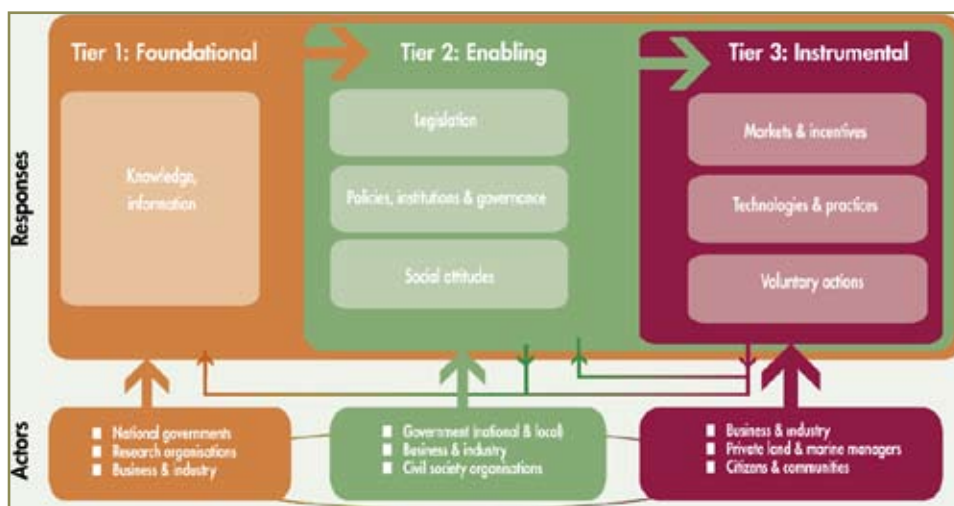 Responses
Tier 1: Foundational
Knowledge,
information
Tier 2: Enabling
Legislation
Policies, institutions & governance
Social attitudes
Tier 3: Instrumental
Markets & incentives
Technologies & practices
Voluntary actions
Actors
National governments
Research organisations
Business & industry
Government (national & local)
Business & industry
Civil society organisations
Business & industry
Private land & marine managers
Citizens & communities